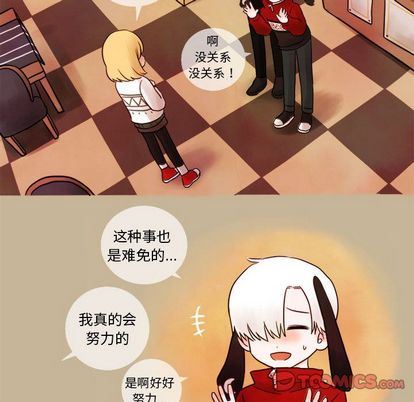 啊
没关系
没关系！
这种事也
是难免的...
我真的会
努力的
是啊好好
努力
TOOMICS.COM